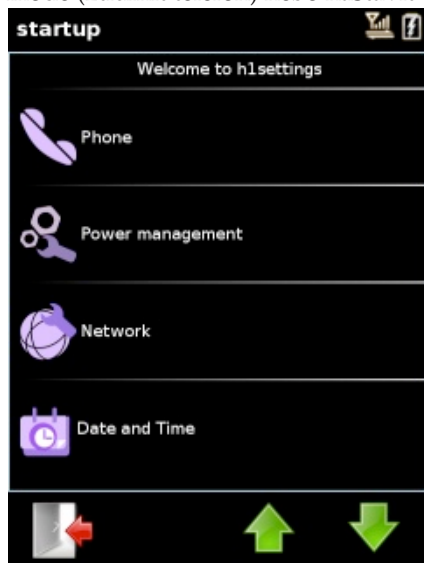 startup
Welcome to h1settings
Phone
Power management
Network
Date and Time